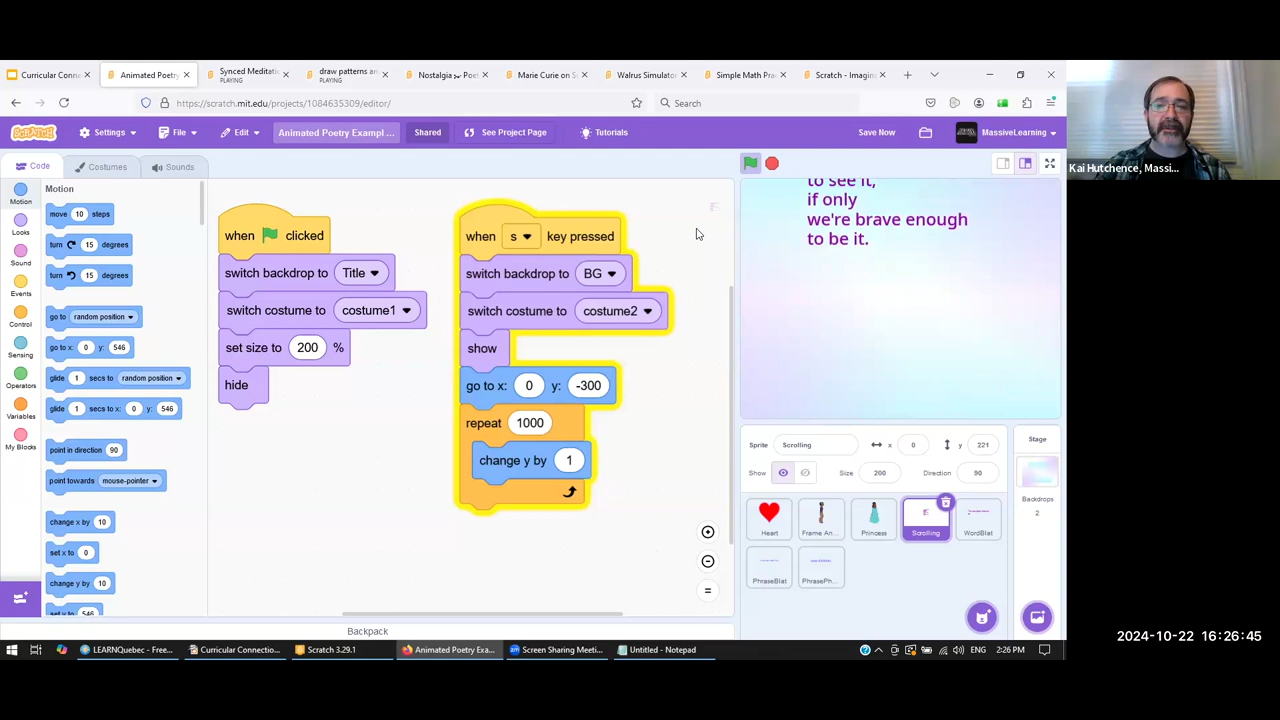 Curricular Conn
Animated Poetry
Synced Meditati
PLAYING
draw patterns an
PLAYING
Nostalgia
Poe
Marie Curie on S
Walrus Simulator
Simple Math Pra
Scratch - Imagin
https://scratch.mit.edu/projects/1084635309/editor/
Search
SCRATCH
Settings
File
Edit
Animated Poetry Exampl ...
Shared
See Project Page
Tutorials
Save Now
MassiveLearning
Code
Costumes
Sounds
Motion
Looks
Sound
Events
Control
Sensing
Operators
Variables
My Blocks
Motion
move 10 steps
turn 15 degrees
turn 15 degrees
go to random position
go to x: 0 y: 546
glide 1 secs to random position
glide 1 secs to x: 0 y: 546
point in direction 90
point towards mouse-pointer
change x by 10
set x to 0
change y by 10
set y to 546
when clicked
switch backdrop to Title
switch costume to costume1
set size to 200 %
hide
when s key pressed
switch backdrop to BG
switch costume to costume2
show
go to x: 0 y: -300
repeat 1000
change y by 1
to see it,
if only
we're brave enough
to be it.
Sprite Scrolling x 0 y 221
Show Size 200 Direction 90
Heart
Frame An...
Princess
Scrolling
WordBlat
PhraseBlat
PhrasePh...
Stage
Backdrops
2
Backpack
LEARNQuebec - Free...
Curricular Connectio...
Scratch 3.29.1
Animated Poetry Exa...
Screen Sharing Meeti...
Untitled - Notepad
ENG
2:26 PM
Kai Hutchence, Massi...
2024-10-22 16:26:45